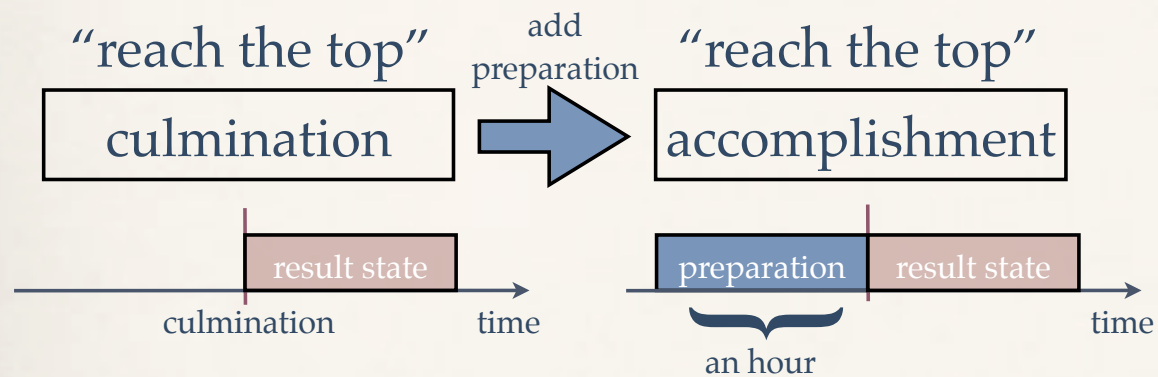 “reach the top”
culmination
result state
culmination
time
add
preparation
“reach the top”
accomplishment
preparation
result state
time
an hour